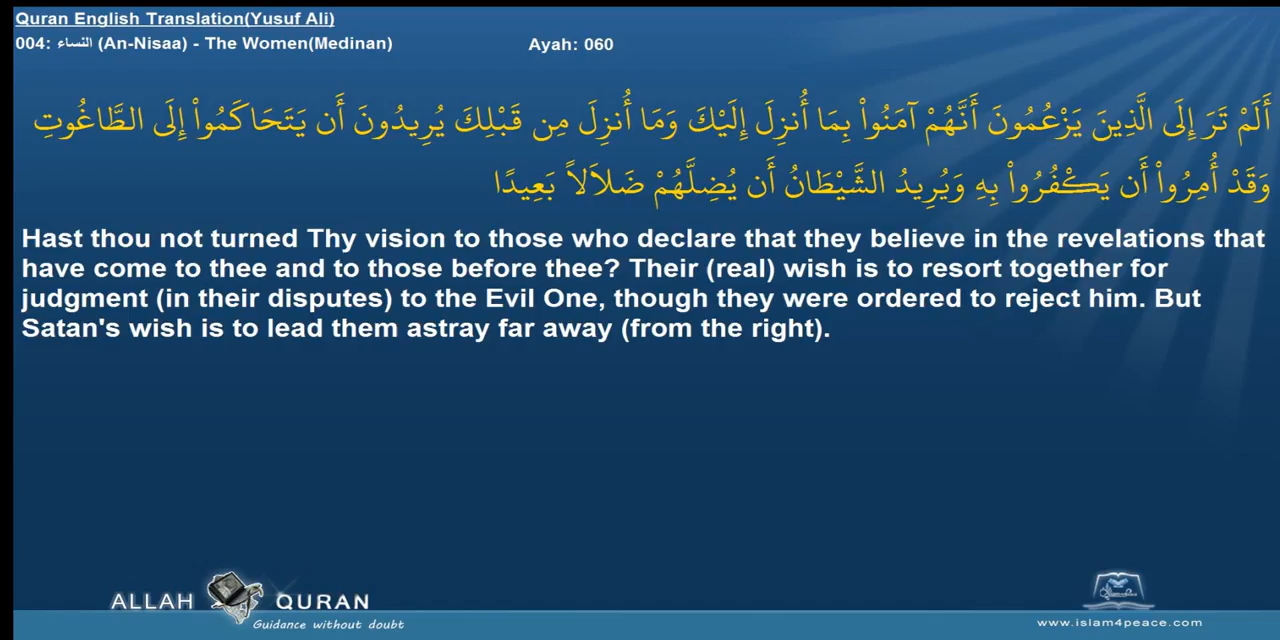 Quran English Translation(Yusuf Ali)
004: النساء (An-Nisaa) - The Women(Medinan) Ayah: 060
أَلَمْ تَرَ إِلَى الَّذِينَ يَزْعُمُونَ أَنَّهُمْ آمَنُواْ بِمَا أُنزِلَ إِلَيْكَ وَمَا أُنزِلَ مِن قَبْلِكَ يُرِيدُونَ أَن يَتَحَاكَمُواْ إِلَى الطَّاغُوتِ
وَقَدْ أُمِرُواْ أَن يَكْفُرُواْ بِهِ وَيُرِيدُ الشَّيْطَانُ أَن يُضِلَّهُمْ ضَلاَلاً بَعِيدًا
Hast thou not turned Thy vision to those who declare that they believe in the revelations that
have come to thee and to those before thee? Their (real) wish is to resort together for
judgment (in their disputes) to the Evil One, though they were ordered to reject him. But
Satan's wish is to lead them astray far away (from the right).
ALLAH QURAN
Guidance without doubt
www.islam4peace.com